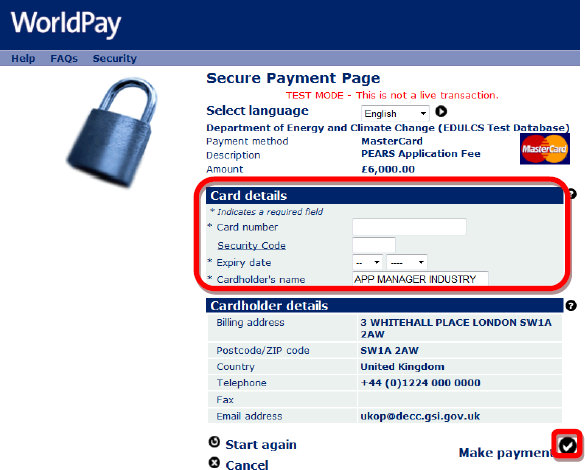 WorldPay
Help FAQs Security
Secure Payment Page
TEST MODE - This is not a live transaction.
Select language English
Department of Energy and Climate Change (EDULCS Test Database)
Payment method MasterCard
Description PEARS Application Fee
MasterCard
Amount £6,000.00
Card details
* Indicates a required field
* Card number
Security Code
* Expiry date -- ----
* Cardholder's name APP MANAGER INDUSTRY
Cardholder details
Billing address 3 WHITEHALL PLACE LONDON SW1A
2AW
Postcode/ZIP code SW1A 2AW
Country United Kingdom
Telephone +44 (0)1224 000 0000
Fax
Email address ukop@decc.gsi.gov.uk
Start again
Make payment
Cancel